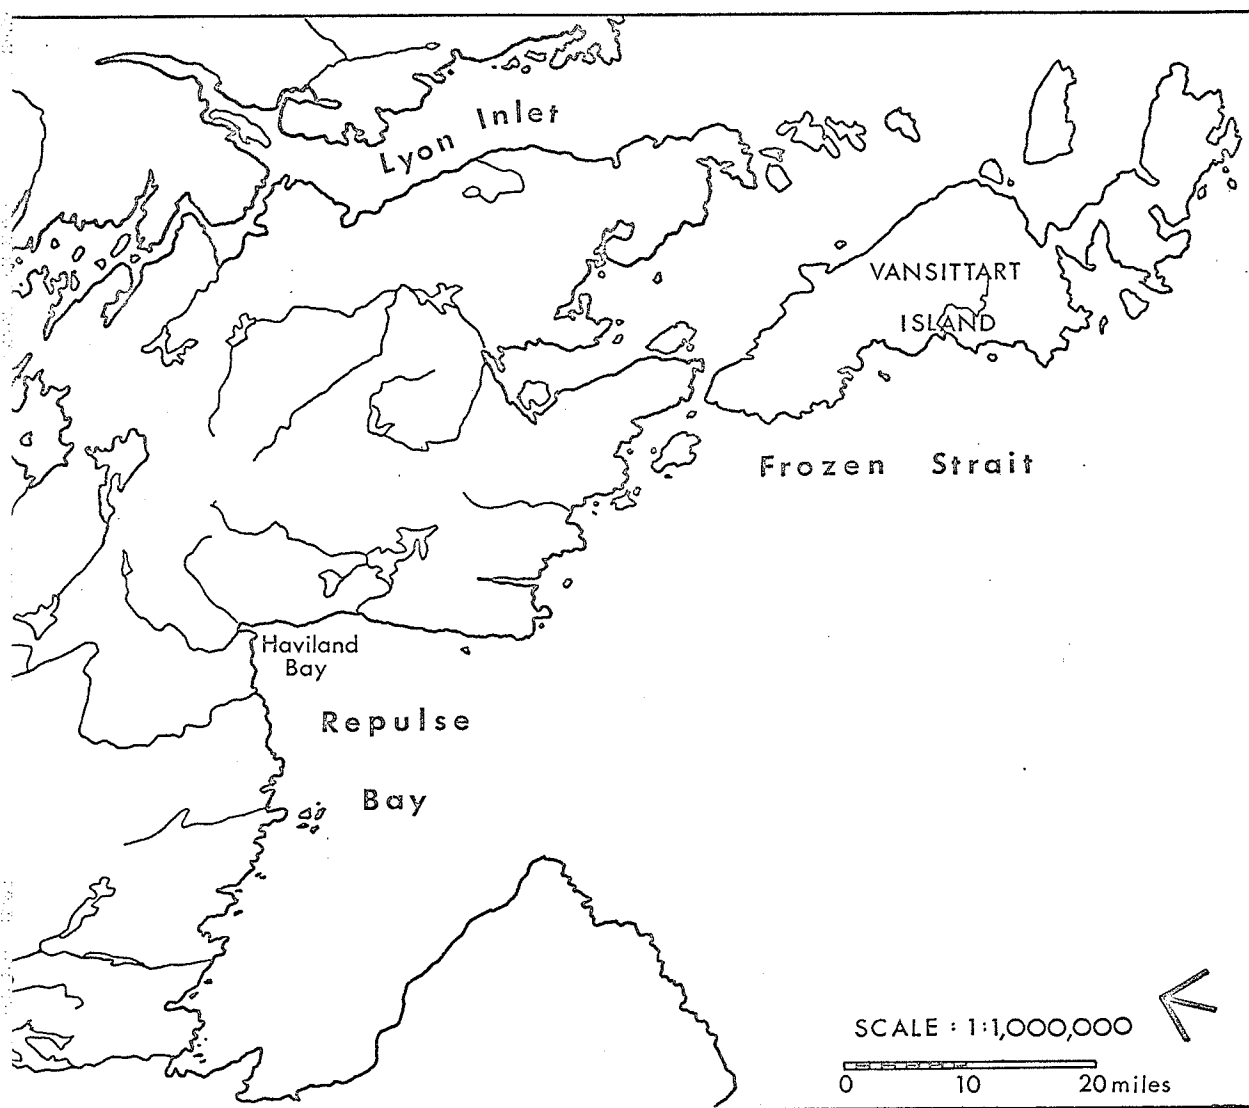 Lyon Inlet
VANSITTART
ISLAND
Frozen Strait
Haviland
Bay
Repulse
Bay
SCALE : 1:1,000,000
0 10 20 miles